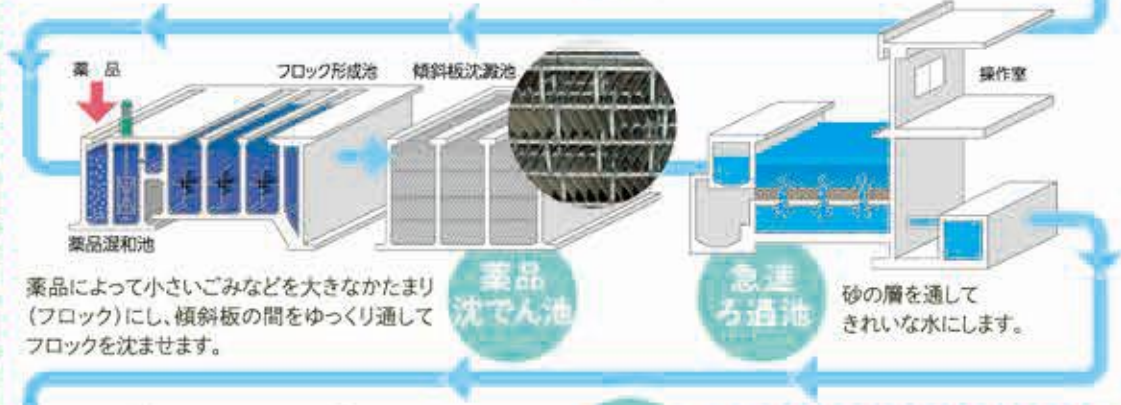 薬 品
フロック形成池
傾斜板沈澱池
操作室
薬品混和池
薬品によって小さいごみなどを大きなかたまり
(フロック)にし、傾斜板の間をゆっくり通して
フロックを沈ませます。
薬品
沈でん池
急速
ろ過池
砂の層を通して
きれいな水にします。